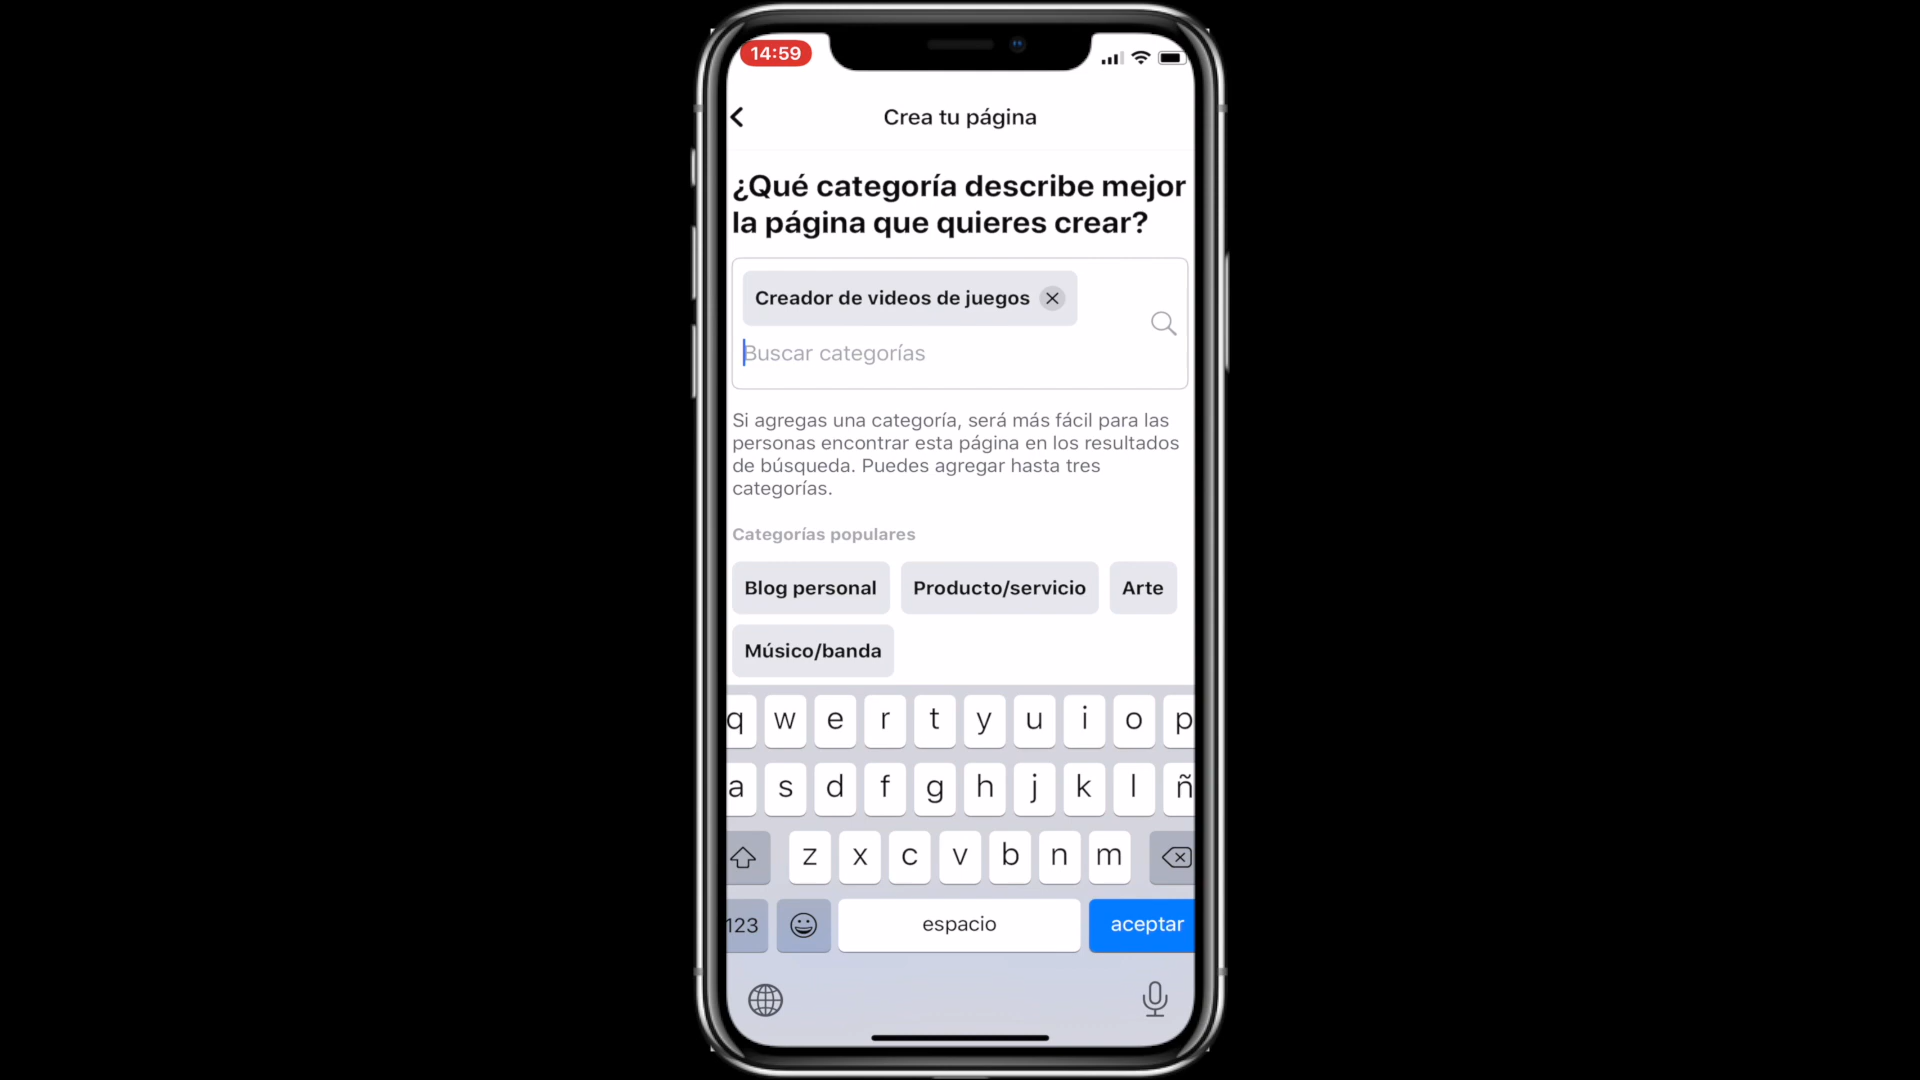 14:59
Crea tu página
¿Qué categoría describe mejor
la página que quieres crear?
Creador de videos de juegos
Buscar categorías
Si agregas una categoría, será más fácil para las
personas encontrar esta página en los resultados
de búsqueda. Puedes agregar hasta tres
categorías.
Categorías populares
Blog personal Producto/servicio Arte
Músico/banda
q w e r t y u i o p
a s d f g h j k l ñ
z x c v b n m
123 espacio aceptar